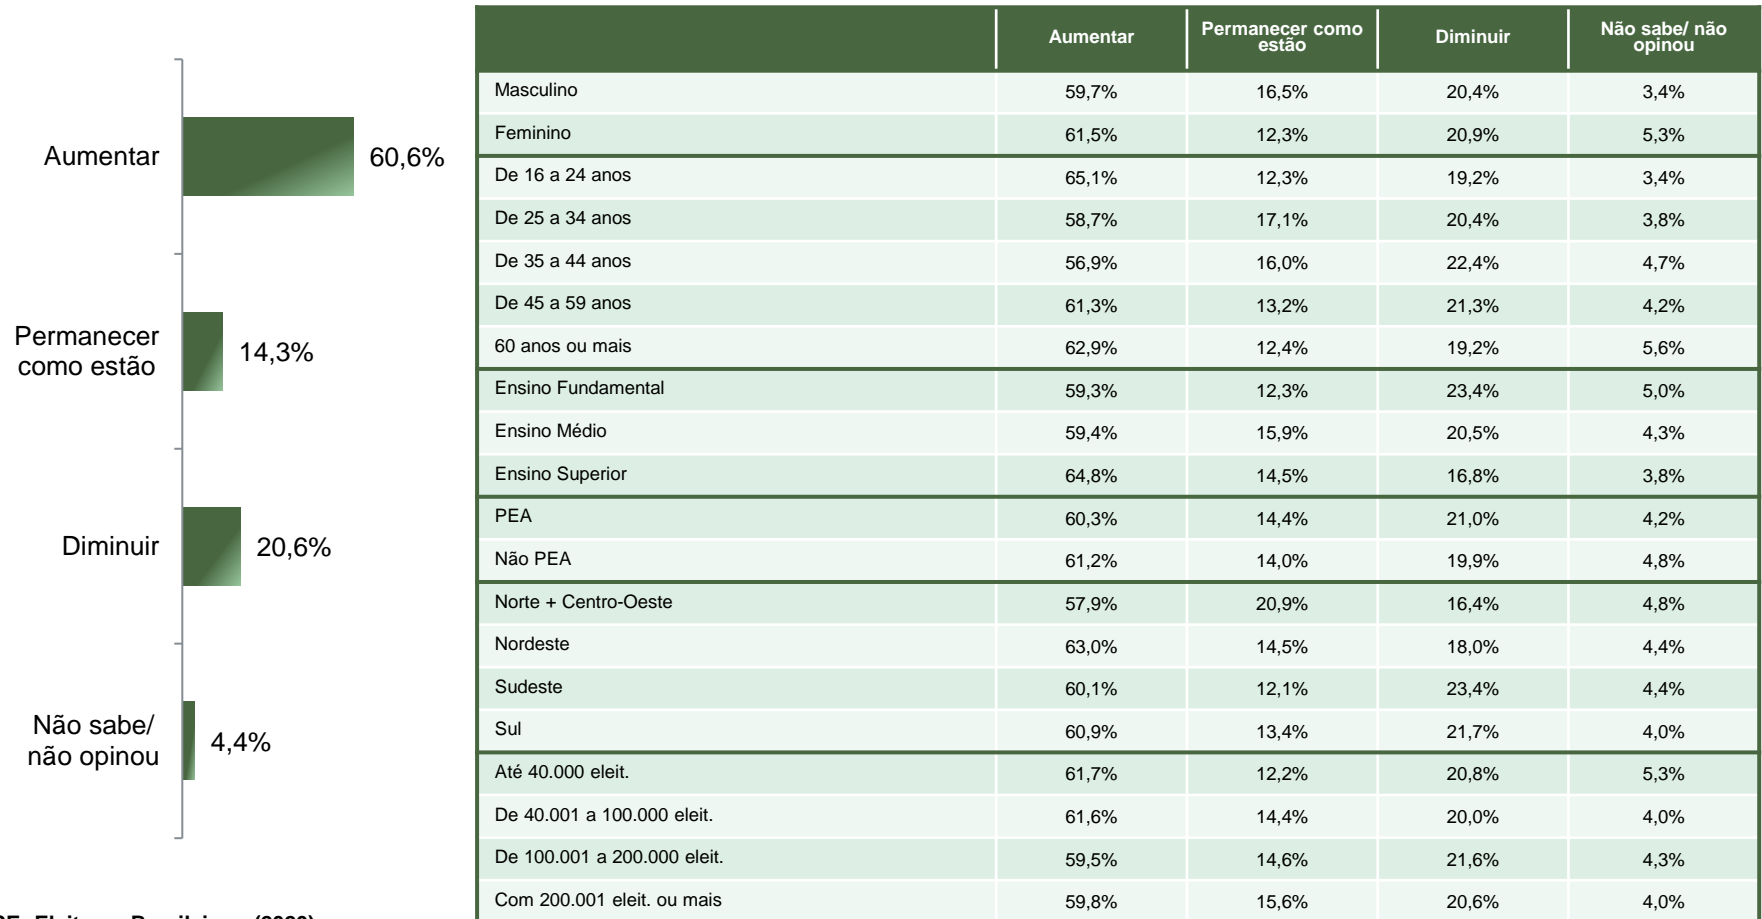 Aumentar
60,6%
Permanecer
como estão
14,3%
Diminuir
20,6%
Não sabe/
não opinou
4,4%
Aumentar Permanecer como estão Diminuir Não sabe/ não opinou
Masculino 59,7% 16,5% 20,4% 3,4%
Feminino 61,5% 12,3% 20,9% 5,3%
De 16 a 24 anos 65,1% 12,3% 19,2% 3,4%
De 25 a 34 anos 58,7% 17,1% 20,4% 3,8%
De 35 a 44 anos 56,9% 16,0% 22,4% 4,7%
De 45 a 59 anos 61,3% 13,2% 21,3% 4,2%
60 anos ou mais 62,9% 12,4% 19,2% 5,6%
Ensino Fundamental 59,3% 12,3% 23,4% 5,0%
Ensino Médio 59,4% 15,9% 20,5% 4,3%
Ensino Superior 64,8% 14,5% 16,8% 3,8%
PEA 60,3% 14,4% 21,0% 4,2%
Não PEA 61,2% 14,0% 19,9% 4,8%
Norte + Centro-Oeste 57,9% 20,9% 16,4% 4,8%
Nordeste 63,0% 14,5% 18,0% 4,4%
Sudeste 60,1% 12,1% 23,4% 4,4%
Sul 60,9% 13,4% 21,7% 4,0%
Até 40.000 eleit. 61,7% 12,2% 20,8% 5,3%
De 40.001 a 100.000 eleit. 61,6% 14,4% 20,0% 4,0%
De 100.001 a 200.000 eleit. 59,5% 14,6% 21,6% 4,3%
Com 200.001 eleit. ou mais 59,8% 15,6% 20,6% 4,0%